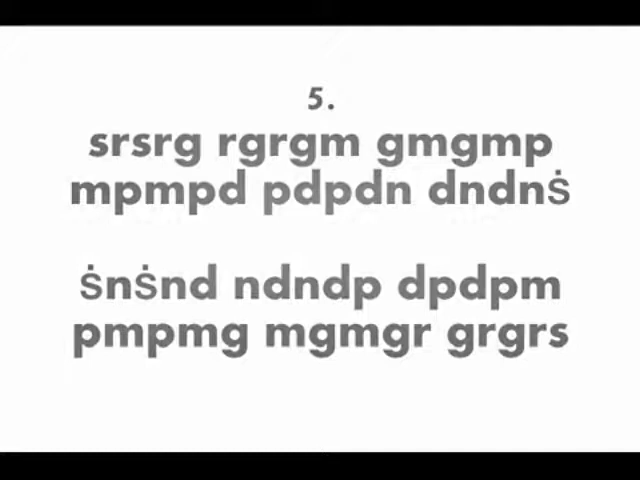 5.
srsrg rgrgm gmgmp
mpmpd pdpdn dndnṡ
ṡnṡnd ndndp dpdpm
pmpmg mgmgr grgrs